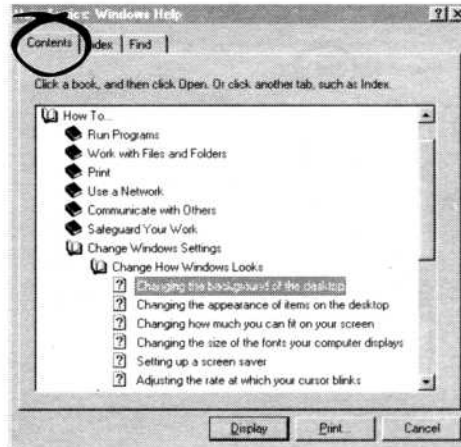 Help Topics: Windows Help
Contents Index Find
Click a book, and then click Open. Or click another tab, such as Index.
How To...
Run Programs
Work with Files and Folders
Print
Use a Network
Communicate with Others
Safeguard Your Work
Change Windows Settings
Change How Windows Looks
Changing the background of the desktop
Changing the appearance of items on the desktop
Changing how much you can fit on your screen
Changing the size of the fonts your computer displays
Setting up a screen saver
Adjusting the rate at which your cursor blinks
Display Print... Cancel